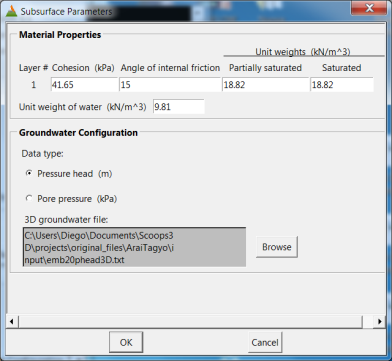 Subsurface Parameters
Material Properties
Unit weights (kN/m^3)
Layer # Cohesion (kPa) Angle of internal friction Partially saturated Saturated
1 41.65 15 18.82 18.82
Unit weight of water (kN/m^3) 9.81
Groundwater Configuration
Data type:
Pressure head (m)
Pore pressure (kPa)
3D groundwater file:
C:\Users\Diego\Documents\Scoops3
D\projects\original_files\AraiTagyo\i
nput\emb20phead3D.txt
Browse
OK Cancel